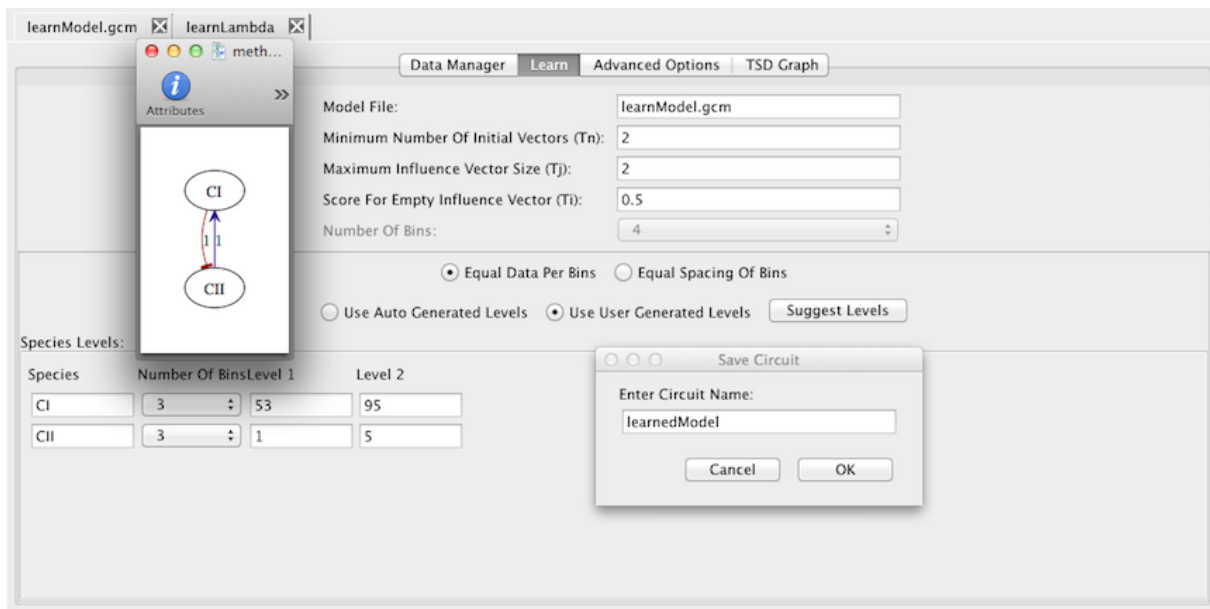 learnModel.gcm learnLambda
meth...
Attributes
»
CI
1 1
CII
Data Manager Learn Advanced Options TSD Graph
Model File: learnModel.gcm
Minimum Number Of Initial Vectors (Tn): 2
Maximum Influence Vector Size (Tj): 2
Score For Empty Influence Vector (Ti): 0.5
Number Of Bins: 4
Equal Data Per Bins Equal Spacing Of Bins
Use Auto Generated Levels Use User Generated Levels Suggest Levels
Species Levels:
Species Number Of Bins Level 1 Level 2
CI 3 53 95
CII 3 1 5
Save Circuit
Enter Circuit Name:
learnedModel
Cancel OK